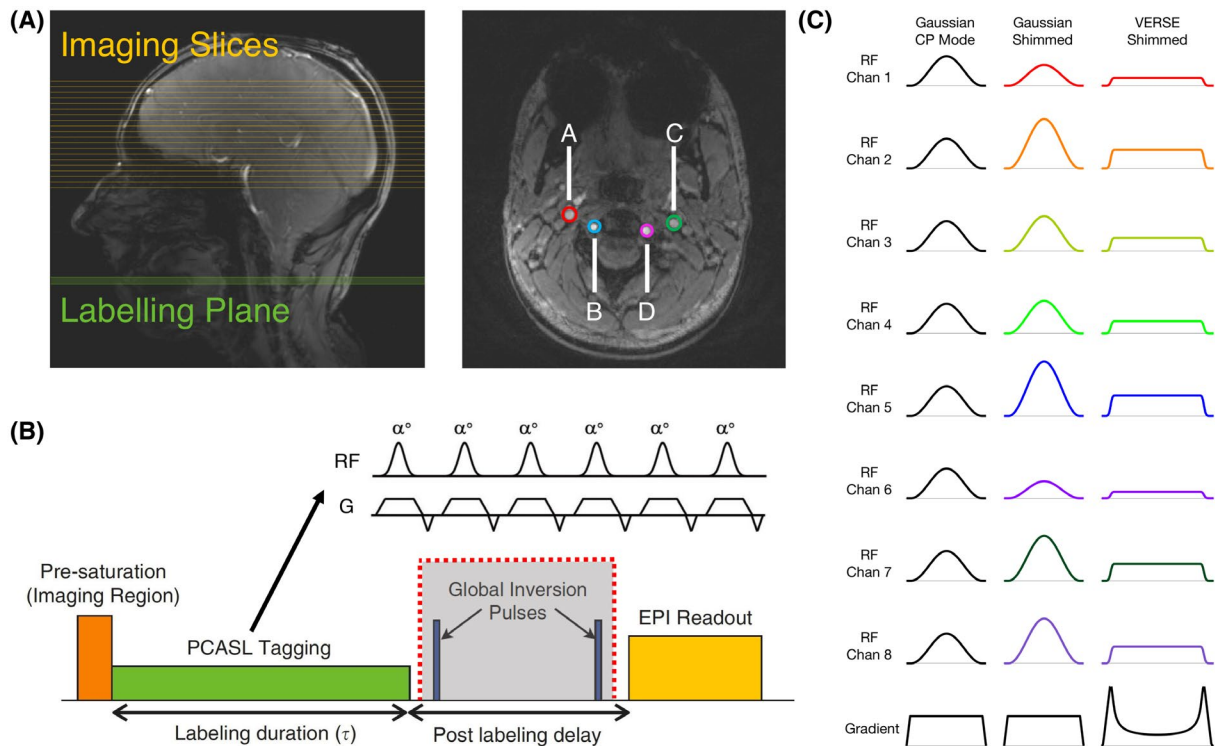 (A)
Imaging Slices
Labelling Plane
A
C
B
D
(B)
α° α° α° α° α° α°
RF
G
Pre-saturation
(Imaging Region)
PCASL Tagging
Global Inversion
Pulses
EPI Readout
Labeling duration (τ)
Post labeling delay
(C)
Gaussian
CP Mode
Gaussian
Shimmed
VERSE
Shimmed
RF
Chan 1
RF
Chan 2
RF
Chan 3
RF
Chan 4
RF
Chan 5
RF
Chan 6
RF
Chan 7
RF
Chan 8
Gradient